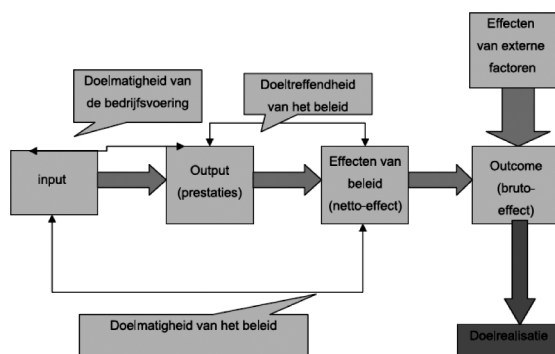 Effecten
van externe
factoren
Doelmatigheid van
de bedrijfsvoering
Doeltreffendheid
van het beleid
input
Output
(prestaties)
Effecten van
beleid
(netto-effect)
Outcome
(bruto-
effect)
Doelmatigheid van het beleid
Doelrealisatie